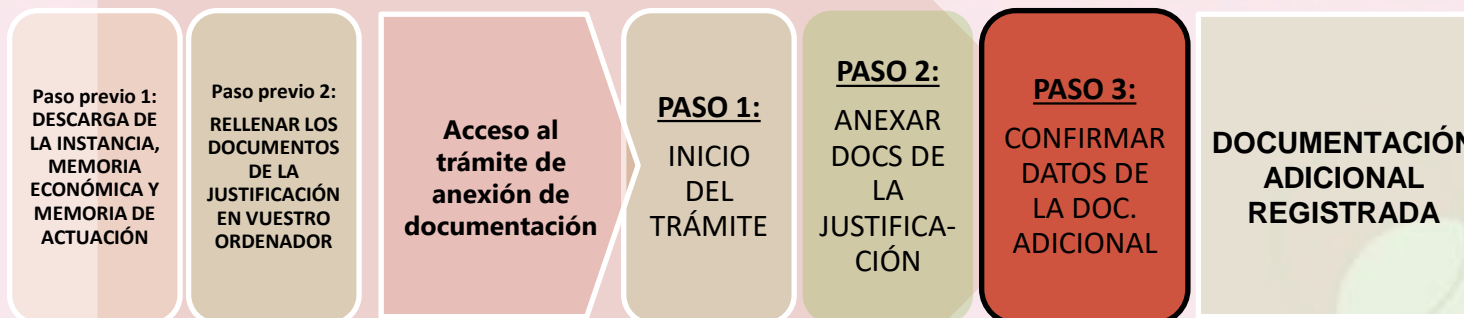 Paso previo 1:
DESCARGA DE
LA INSTANCIA,
MEMORIA
ECONÓMICA Y
MEMORIA DE
ACTUACIÓN
Paso previo 2:
RELLENAR LOS
DOCUMENTOS
DE LA
JUSTIFICACIÓN
EN VUESTRO
ORDENADOR
Acceso al
trámite de
anexión de
documentación
PASO 1:
INICIO
DEL
TRÁMITE
PASO 2:
ANEXAR
DOCS DE
LA
JUSTIFICA-
CIÓN
PASO 3:
CONFIRMAR
DATOS DE
LA DOC.
ADICIONAL
DOCUMENTACIÓN
ADICIONAL
REGISTRADA